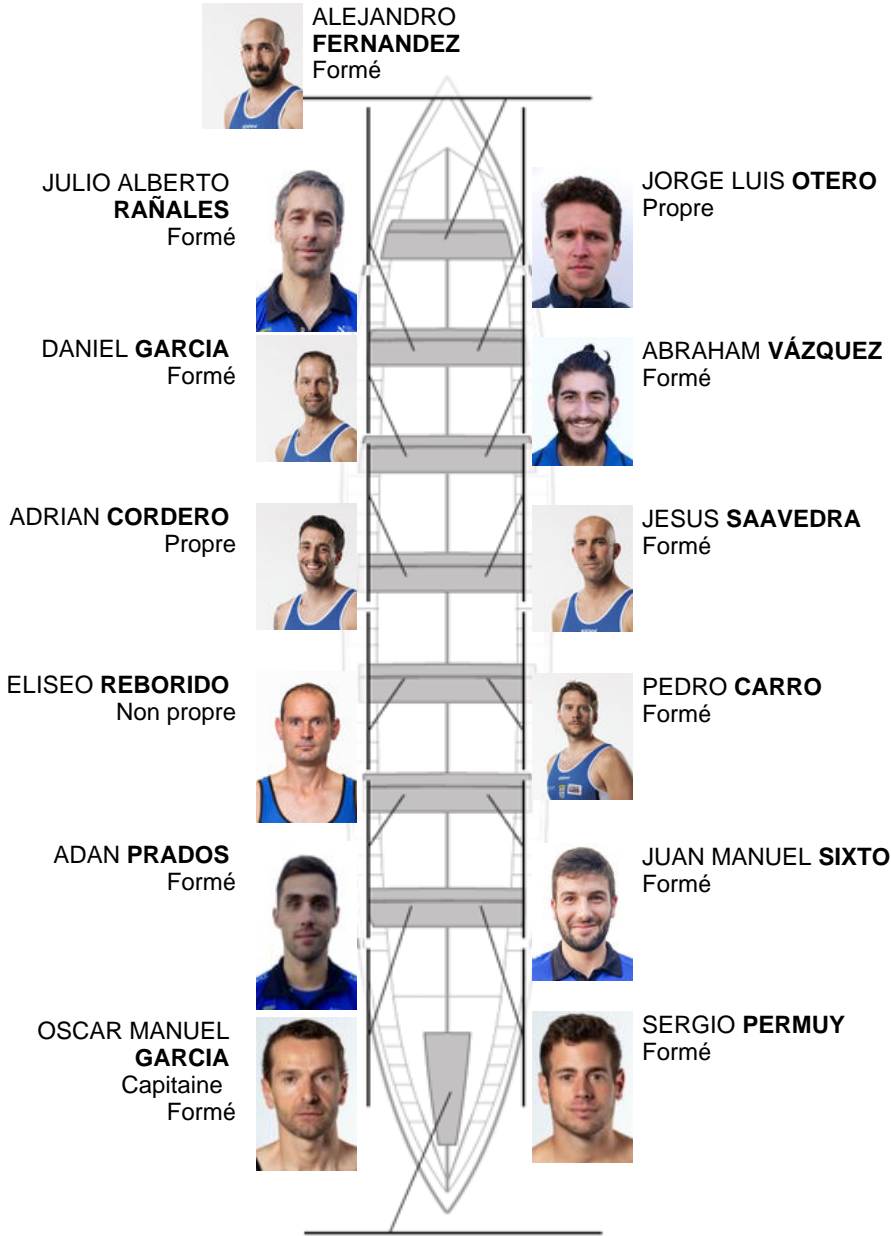 ALEJANDRO
FERNANDEZ
Formé
JULIO ALBERTO
RAÑALES
Formé
JORGE LUIS OTERO
Propre
DANIEL GARCIA
Formé
ABRAHAM VÁZQUEZ
Formé
ADRIAN CORDERO
Propre
JESUS SAAVEDRA
Formé
ELISEO REBORIDO
Non propre
PEDRO CARRO
Formé
ADAN PRADOS
Formé
JUAN MANUEL SIXTO
Formé
OSCAR MANUEL
GARCIA
Capitaine
Formé
SERGIO PERMUY
Formé